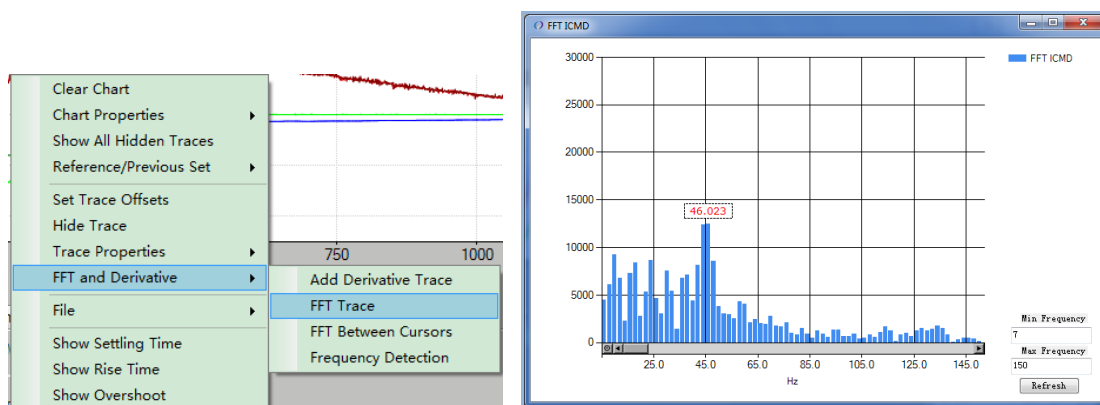 Clear Chart
Chart Properties
Show All Hidden Traces
Reference/Previous Set
Set Trace Offsets
Hide Trace
Trace Properties
FFT and Derivative
File
Show Settling Time
Show Rise Time
Show Overshoot
750 1000
Add Derivative Trace
FFT Trace
FFT Between Cursors
Frequency Detection
FFT ICMD
30000
25000
20000
15000
10000
5000
0
46.023
25.0 45.0 65.0 85.0 105.0 125.0 145.0
Hz
FFT ICMD
Min Frequency
7
Max Frequency
150
Refresh